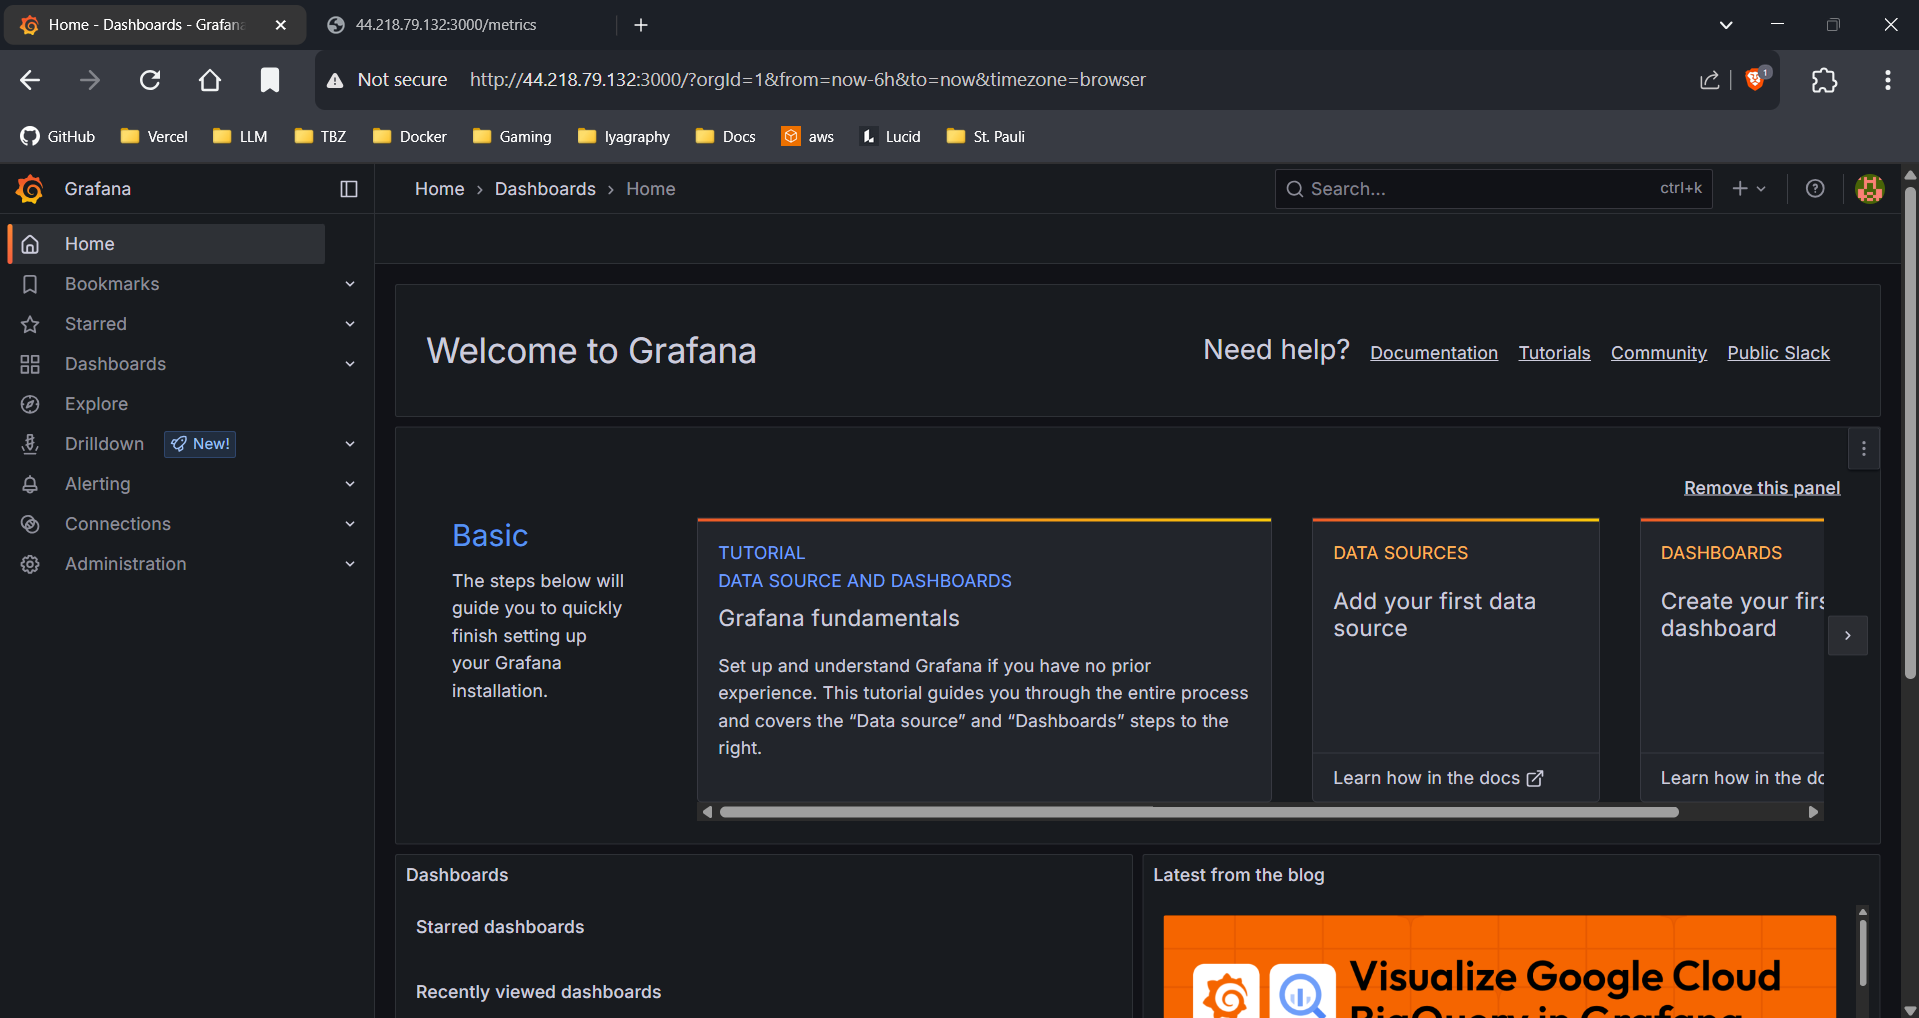 Home - Dashboards - Grafana
44.218.79.132:3000/metrics
Not secure
http://44.218.79.132:3000/?orgId=1&from=now-6h&to=now&timezone=browser
1
GitHub
Vercel
LLM
TBZ
Docker
Gaming
lyagraphy
Docs
aws
Lucid
St. Pauli
Grafana
Home › Dashboards › Home
Search...
ctrl+k
Home
Bookmarks
Starred
Dashboards
Explore
Drilldown
New!
Alerting
Connections
Administration
Welcome to Grafana
Need help?
Documentation
Tutorials
Community
Public Slack
Remove this panel
Basic
The steps below will
guide you to quickly
finish setting up
your Grafana
installation.
TUTORIAL
DATA SOURCE AND DASHBOARDS
Grafana fundamentals
Set up and understand Grafana if you have no prior
experience. This tutorial guides you through the entire process
and covers the “Data source” and “Dashboards” steps to the
right.
DATA SOURCES
Add your first data
source
Learn how in the docs
DASHBOARDS
Create your firs
dashboard
Learn how in the do
Dashboards
Starred dashboards
Recently viewed dashboards
Latest from the blog
Visualize Google Cloud
BigQuery in Grafana